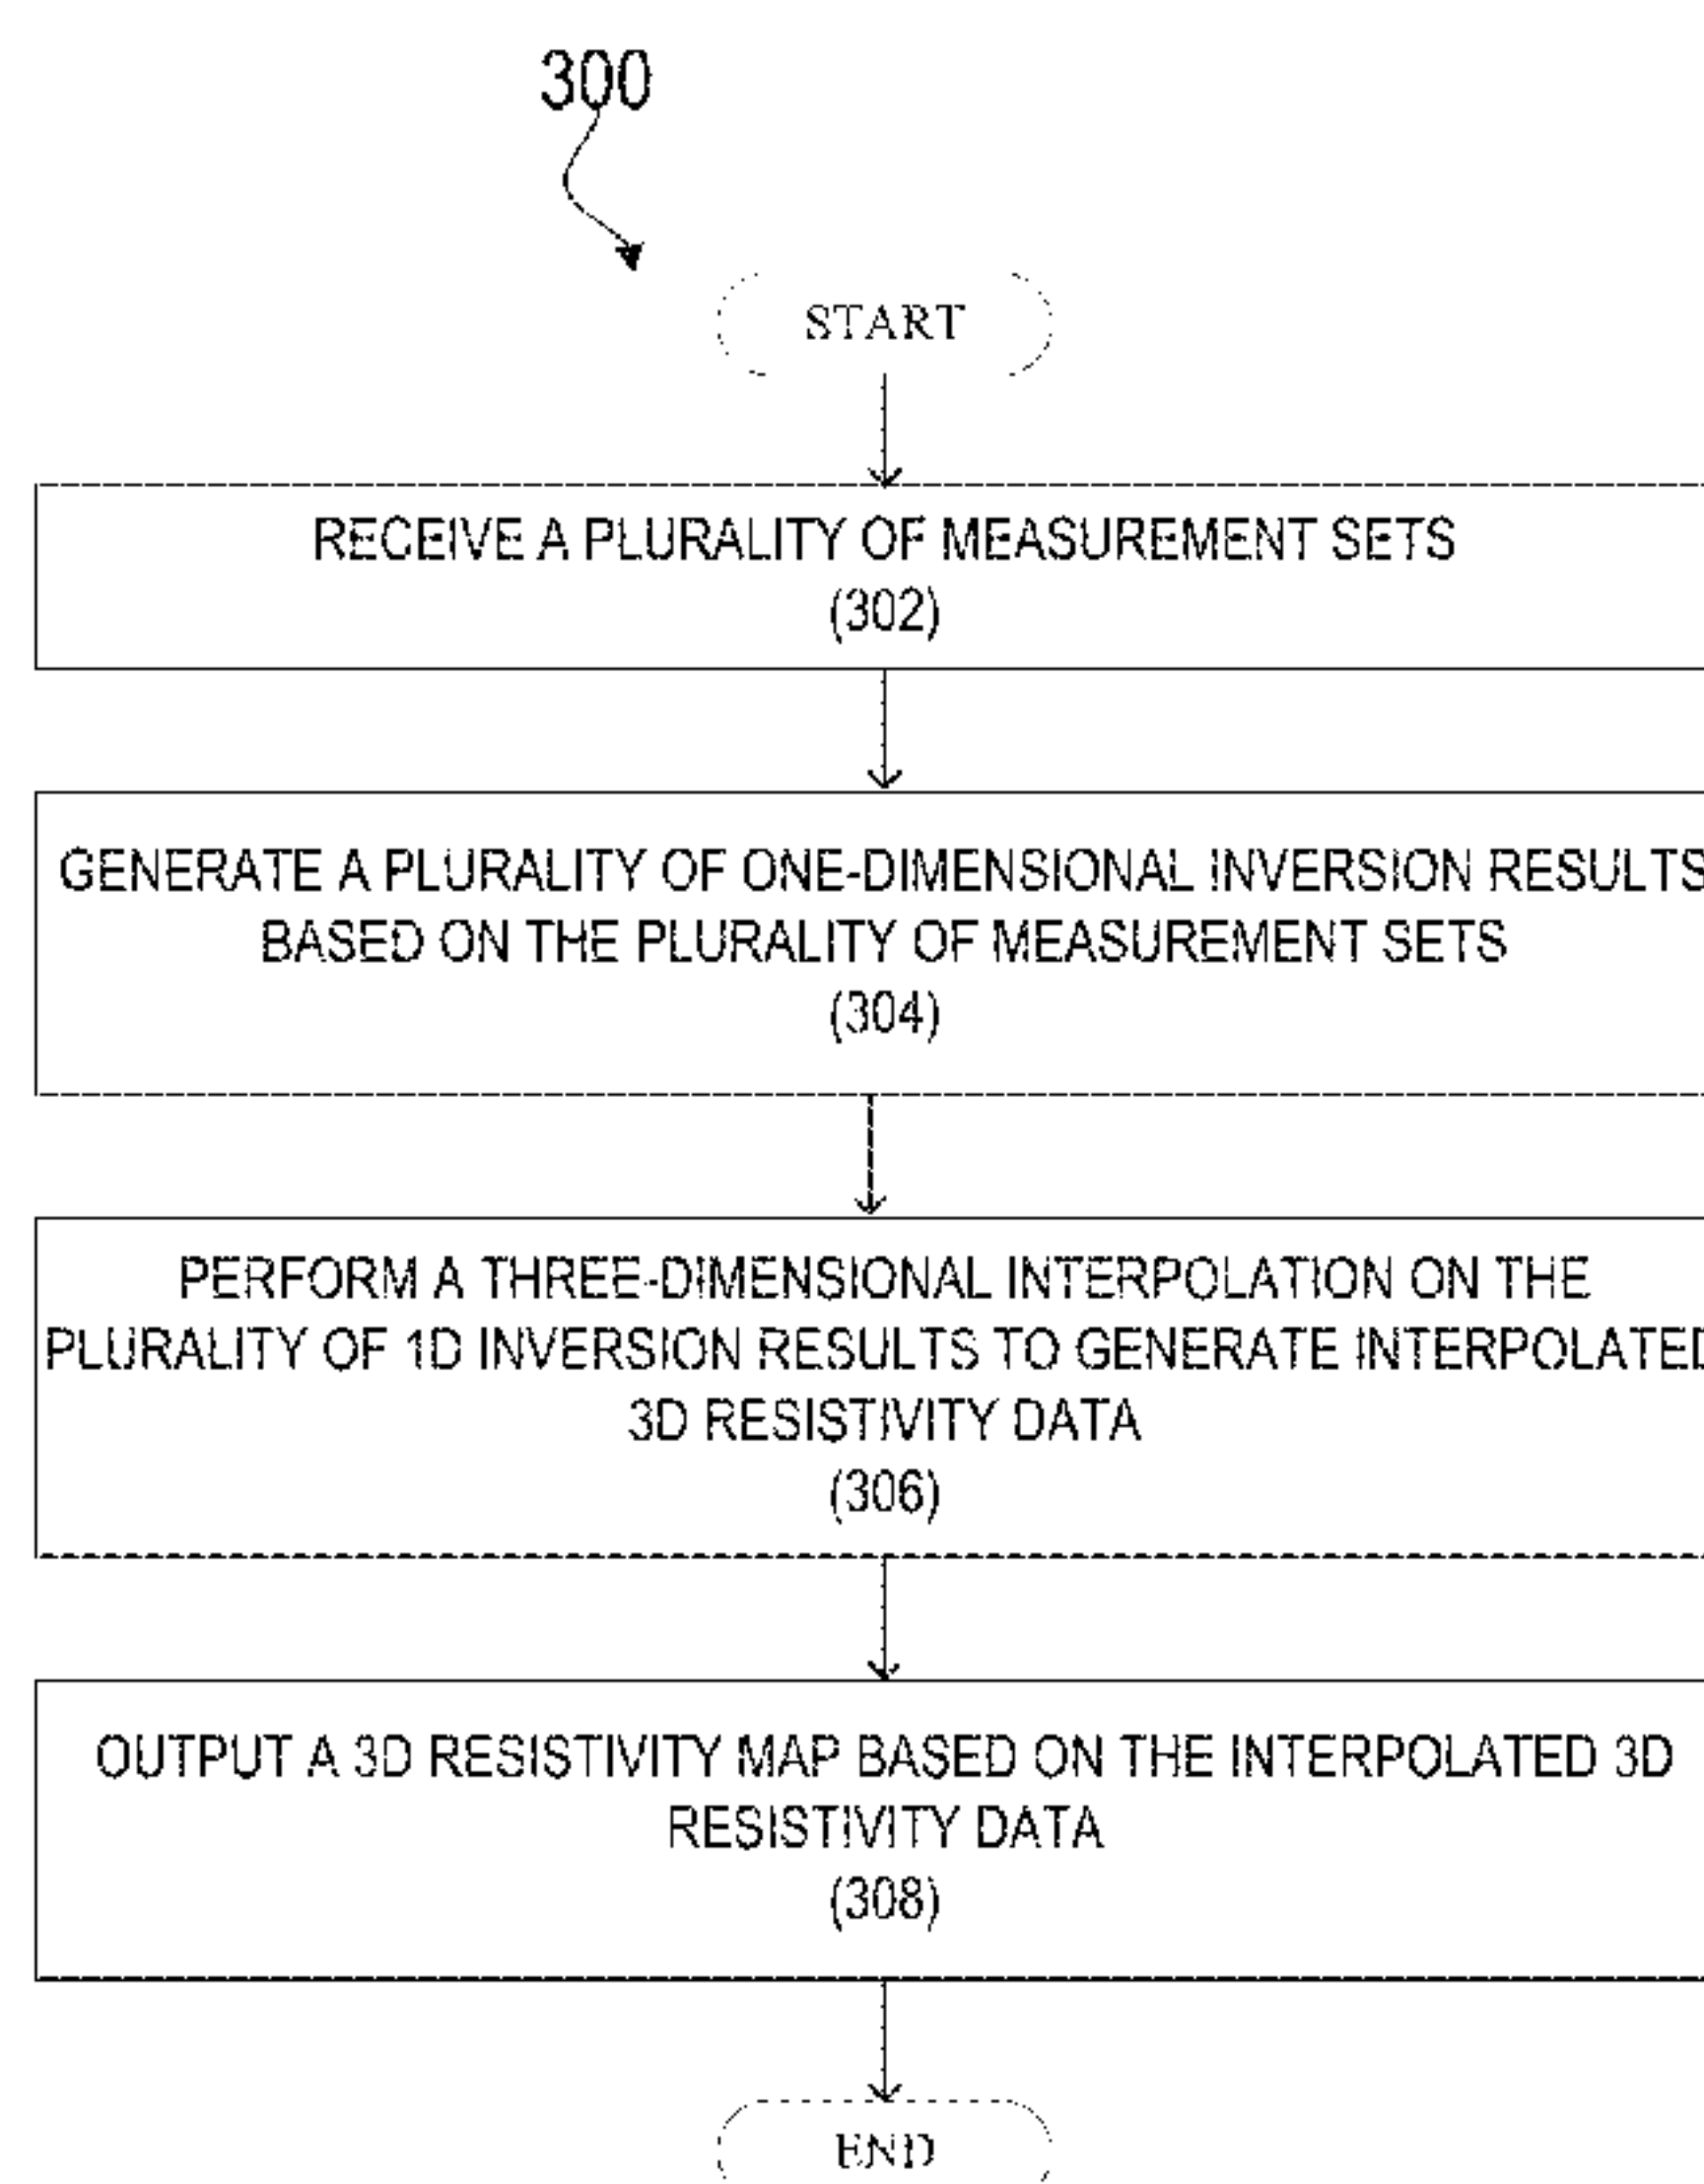 300
START
RECEIVE A PLURALITY OF MEASUREMENT SETS
(302)
GENERATE A PLURALITY OF ONE-DIMENSIONAL INVERSION RESULTS
BASED ON THE PLURALITY OF MEASUREMENT SETS
(304)
PERFORM A THREE-DIMENSIONAL INTERPOLATION ON THE
PLURALITY OF 1D INVERSION RESULTS TO GENERATE INTERPOLATED
3D RESISTIVITY DATA
(306)
OUTPUT A 3D RESISTIVITY MAP BASED ON THE INTERPOLATED 3D
RESISTIVITY DATA
(308)
END